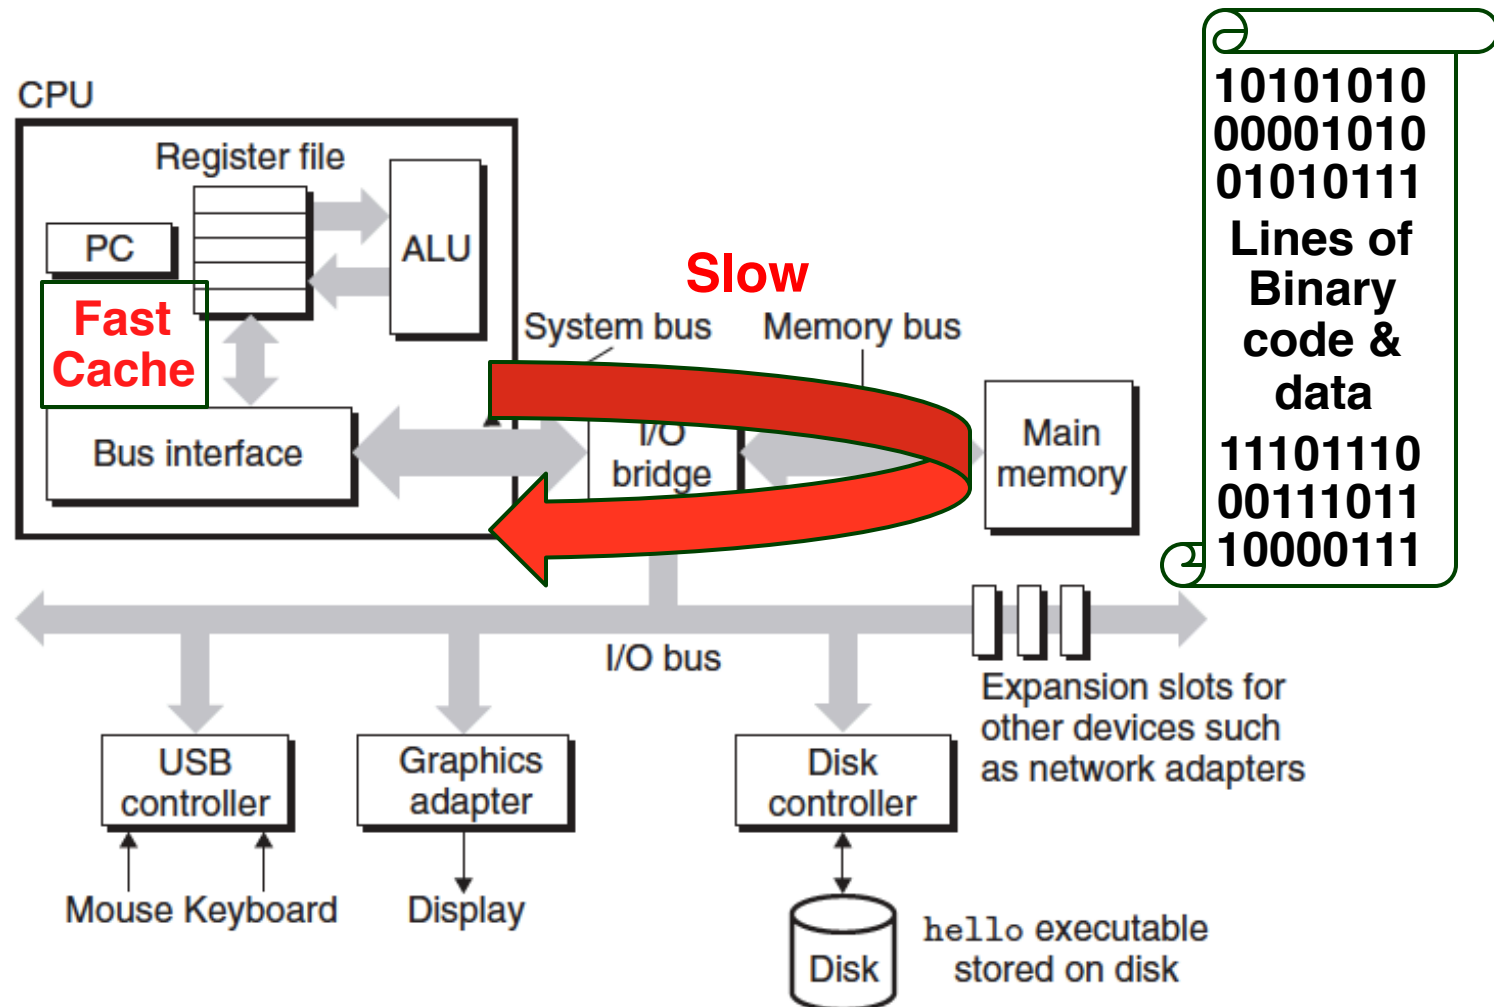 CPU
Register file
PC
ALU
Fast
Cache
Bus interface
Slow
System bus
Memory bus
I/O
bridge
Main
memory
10101010
00001010
01010111
Lines of
Binary
code &
data
11101110
00111011
10000111
I/O bus
Expansion slots for
other devices such
as network adapters
USB
controller
Graphics
adapter
Disk
controller
Mouse Keyboard
Display
Disk
hello executable
stored on disk